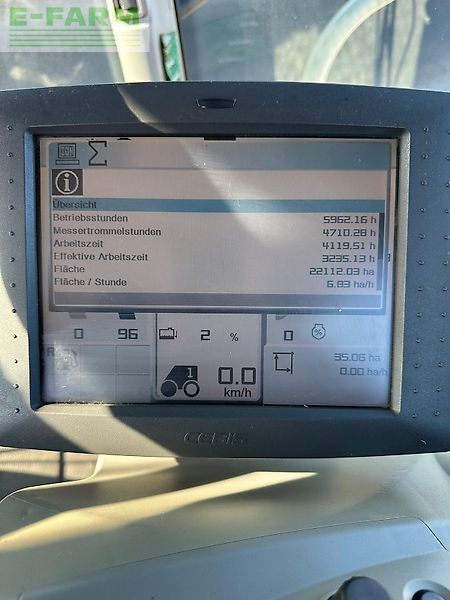 E-FARM
Übersicht
Betriebsstunden 5962.16 h
Messertrommelstunden 4710.28 h
Arbeitszeit 4119.51 h
Effektive Arbeitszeit 3235.13 h
Fläche 22112.03 ha
Fläche / Stunde 6.83 ha/h
0 96 2 % 0 %
35.06 ha
1 0.0 0.00 ha/h
km/h
CEBIS